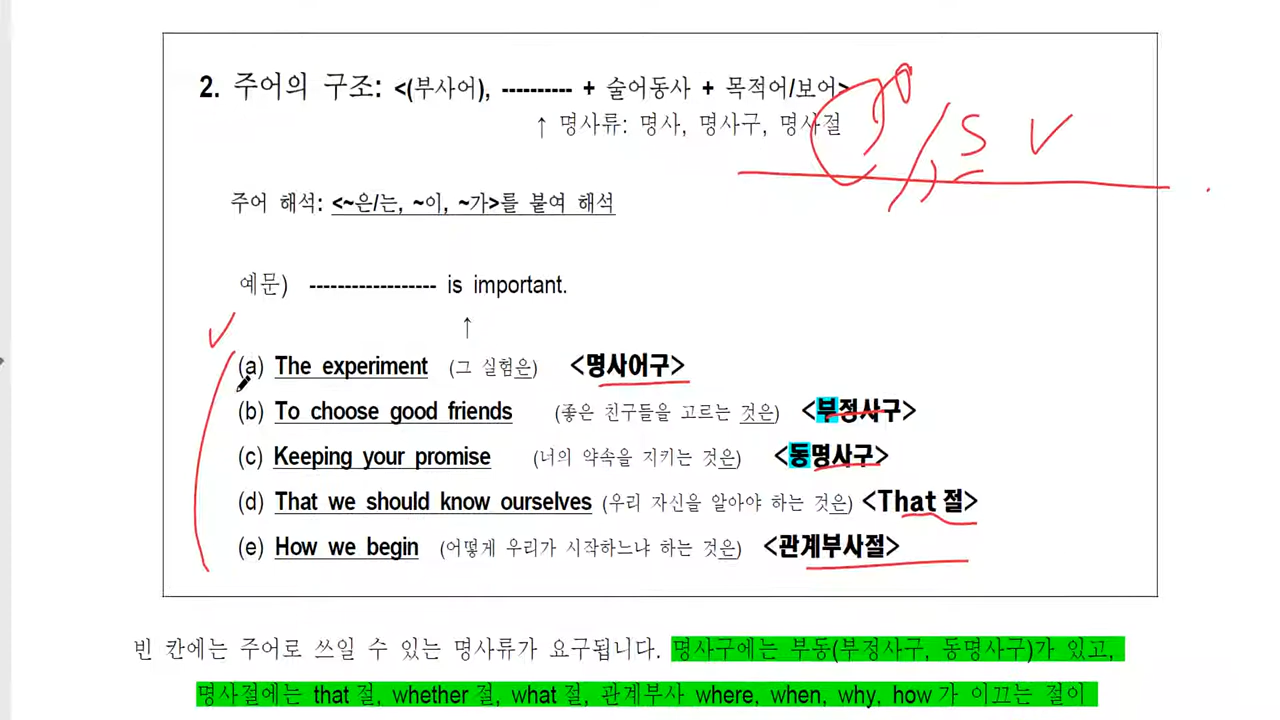 2. 주어의 구조: <(부사어), ---------- + 술어동사 + 목적어/보어>
↑ 명사류: 명사, 명사구, 명사절
S V
주어 해석: <~은/는, ~이, ~가>를 붙여 해석
예문) ------------------ is important.
↑
(a) The experiment (그 실험은) <명사어구>
(b) To choose good friends (좋은 친구들을 고르는 것은) <부정사구>
(c) Keeping your promise (너의 약속을 지키는 것은) <동명사구>
(d) That we should know ourselves (우리 자신을 알아야 하는 것은) <That 절>
(e) How we begin (어떻게 우리가 시작하느냐 하는 것은) <관계부사절>
빈 칸에는 주어로 쓰일 수 있는 명사류가 요구됩니다. 명사구에는 부동(부정사구, 동명사구)가 있고,
명사절에는 that 절, whether 절, what 절, 관계부사 where, when, why, how 가 이끄는 절이